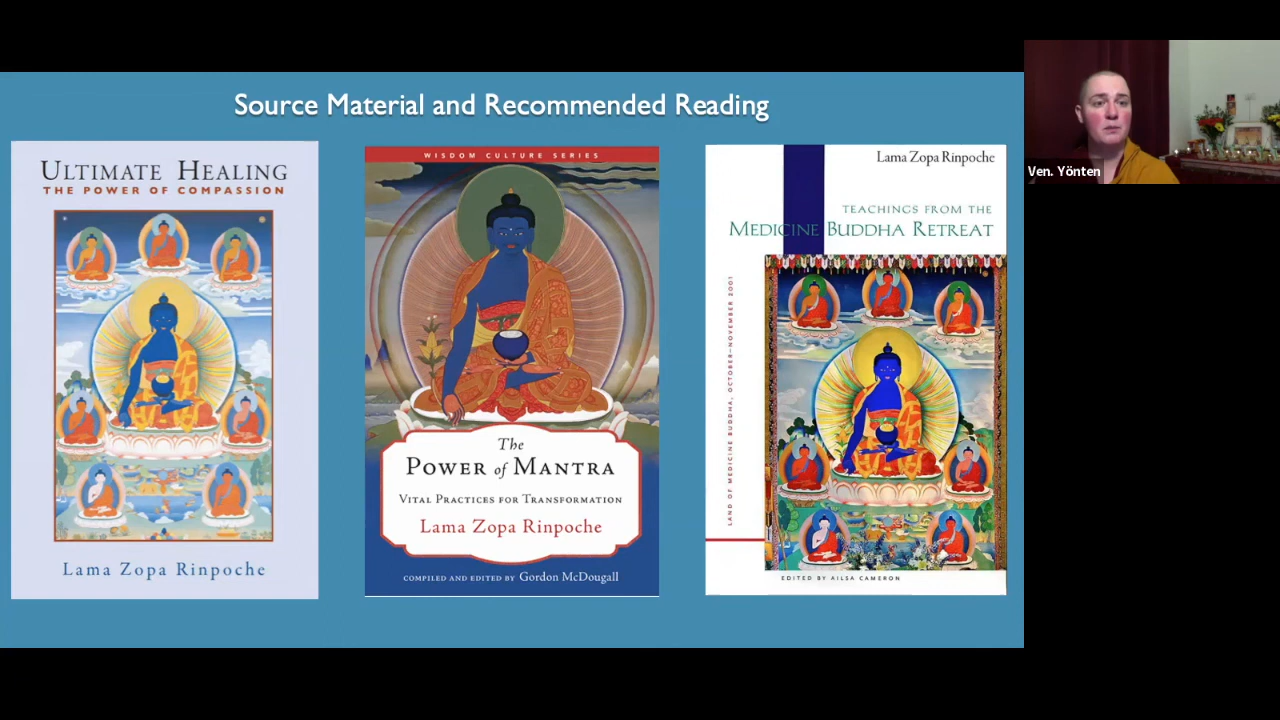 Source Material and Recommended Reading
ULTIMATE HEALING
THE POWER OF COMPASSION
Lama Zopa Rinpoche
WISDOM CULTURE SERIES
The
POWER of MANTRA
VITAL PRACTICES FOR TRANSFORMATION
Lama Zopa Rinpoche
COMPILED AND EDITED BY Gordon McDougall
Lama Zopa Rinpoche
TEACHINGS FROM THE
MEDICINE BUDDHA RETREAT
LAND OF MEDICINE BUDDHA, OCTOBER–NOVEMBER 2001
EDITED BY AILSA CAMERON
Ven. Yönten